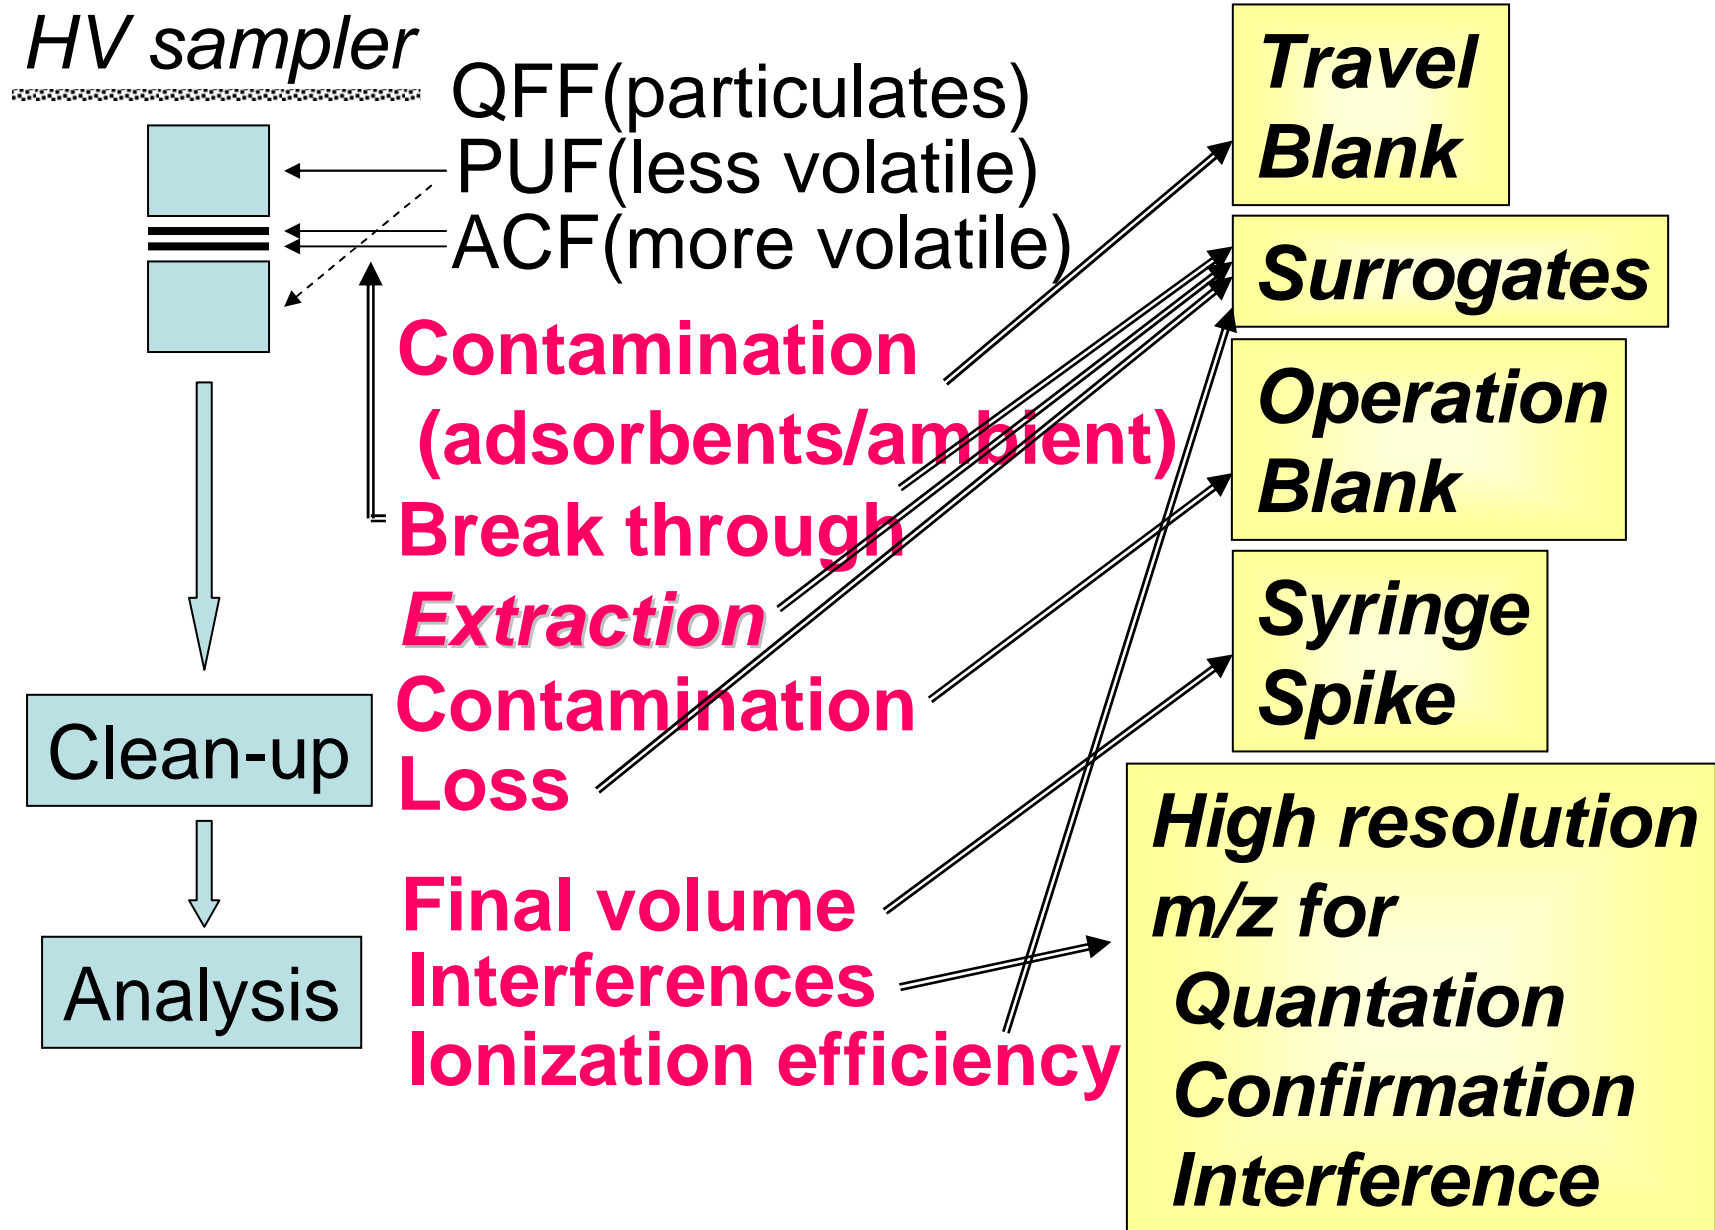 HV sampler
QFF(particulates)
PUF(less volatile)
ACF(more volatile)
Contamination
(adsorbents/ambient)
Break through
Extraction
Contamination
Loss
Final volume
Interferences
Ionization efficiency
Clean-up
Analysis
Travel
Blank
Surrogates
Operation
Blank
Syringe
Spike
High resolution
m/z for
Quantation
Confirmation
Interference